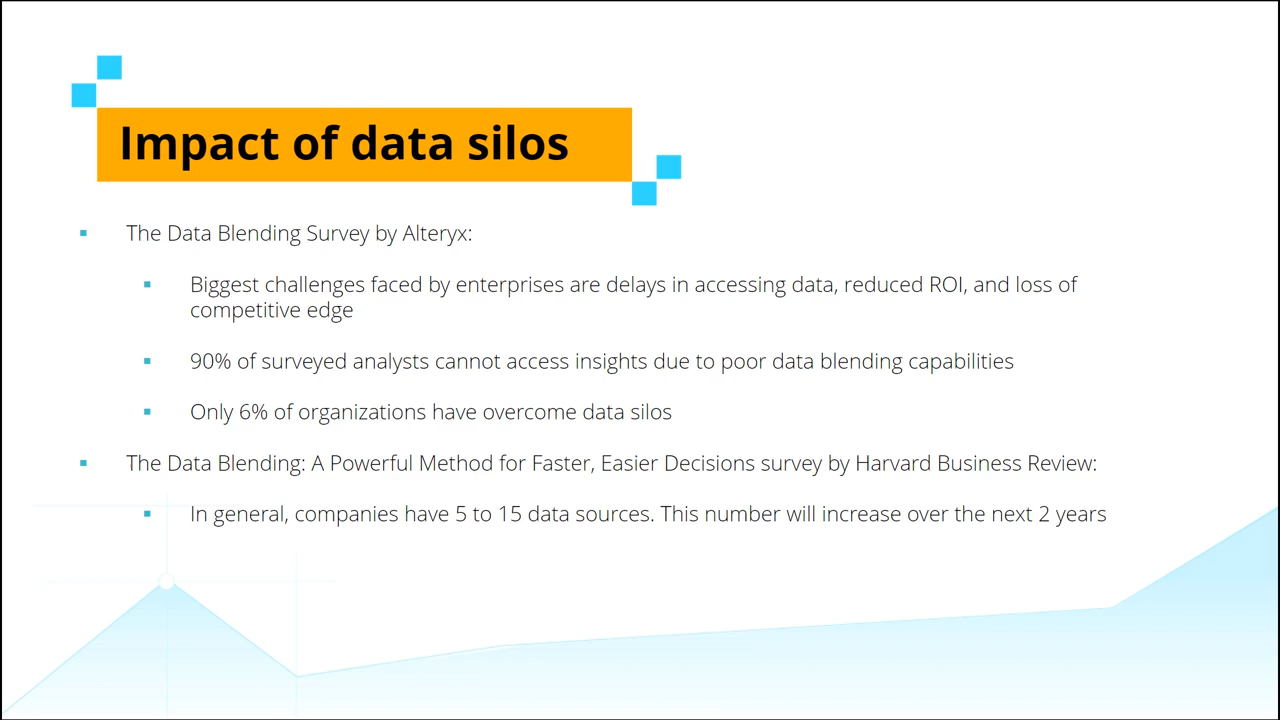 Impact of data silos
The Data Blending Survey by Alteryx:
Biggest challenges faced by enterprises are delays in accessing data, reduced ROI, and loss of
competitive edge
90% of surveyed analysts cannot access insights due to poor data blending capabilities
Only 6% of organizations have overcome data silos
The Data Blending: A Powerful Method for Faster, Easier Decisions survey by Harvard Business Review:
In general, companies have 5 to 15 data sources. This number will increase over the next 2 years